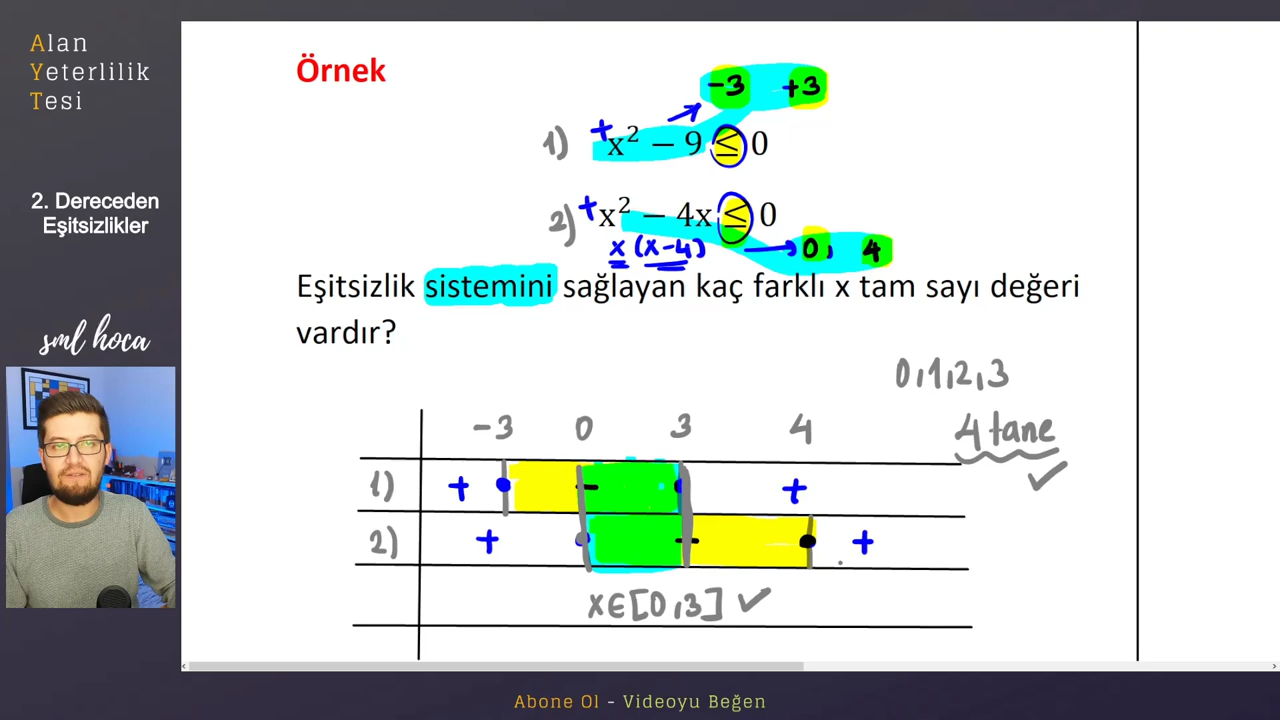 Alan
Yeterlilik
Tesi
2. Dereceden
Eşitsizlikler
sml hoca
Örnek
-3 +3
1) +x² − 9 ≤ 0
2) +x² − 4x ≤ 0
x (x-4) 0, 4
Eşitsizlik sistemini sağlayan kaç farklı x tam sayı değeri
vardır?
0,1,2,3
4 tane
-3 0 3 4
1) + - +
2) + - +
x∈[0,3]
Abone Ol - Videoyu Beğen